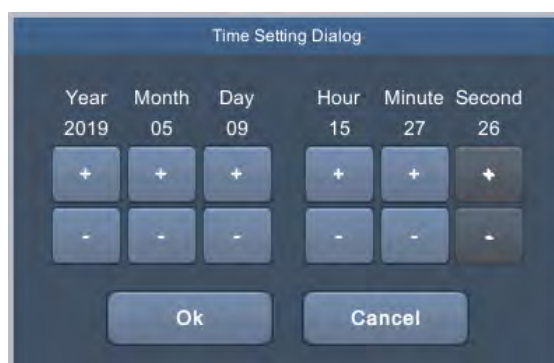 Time Setting Dialog
Year Month Day Hour Minute Second
2019 05 09 15 27 26
+ + + + + +
- - - - - -
Ok Cancel